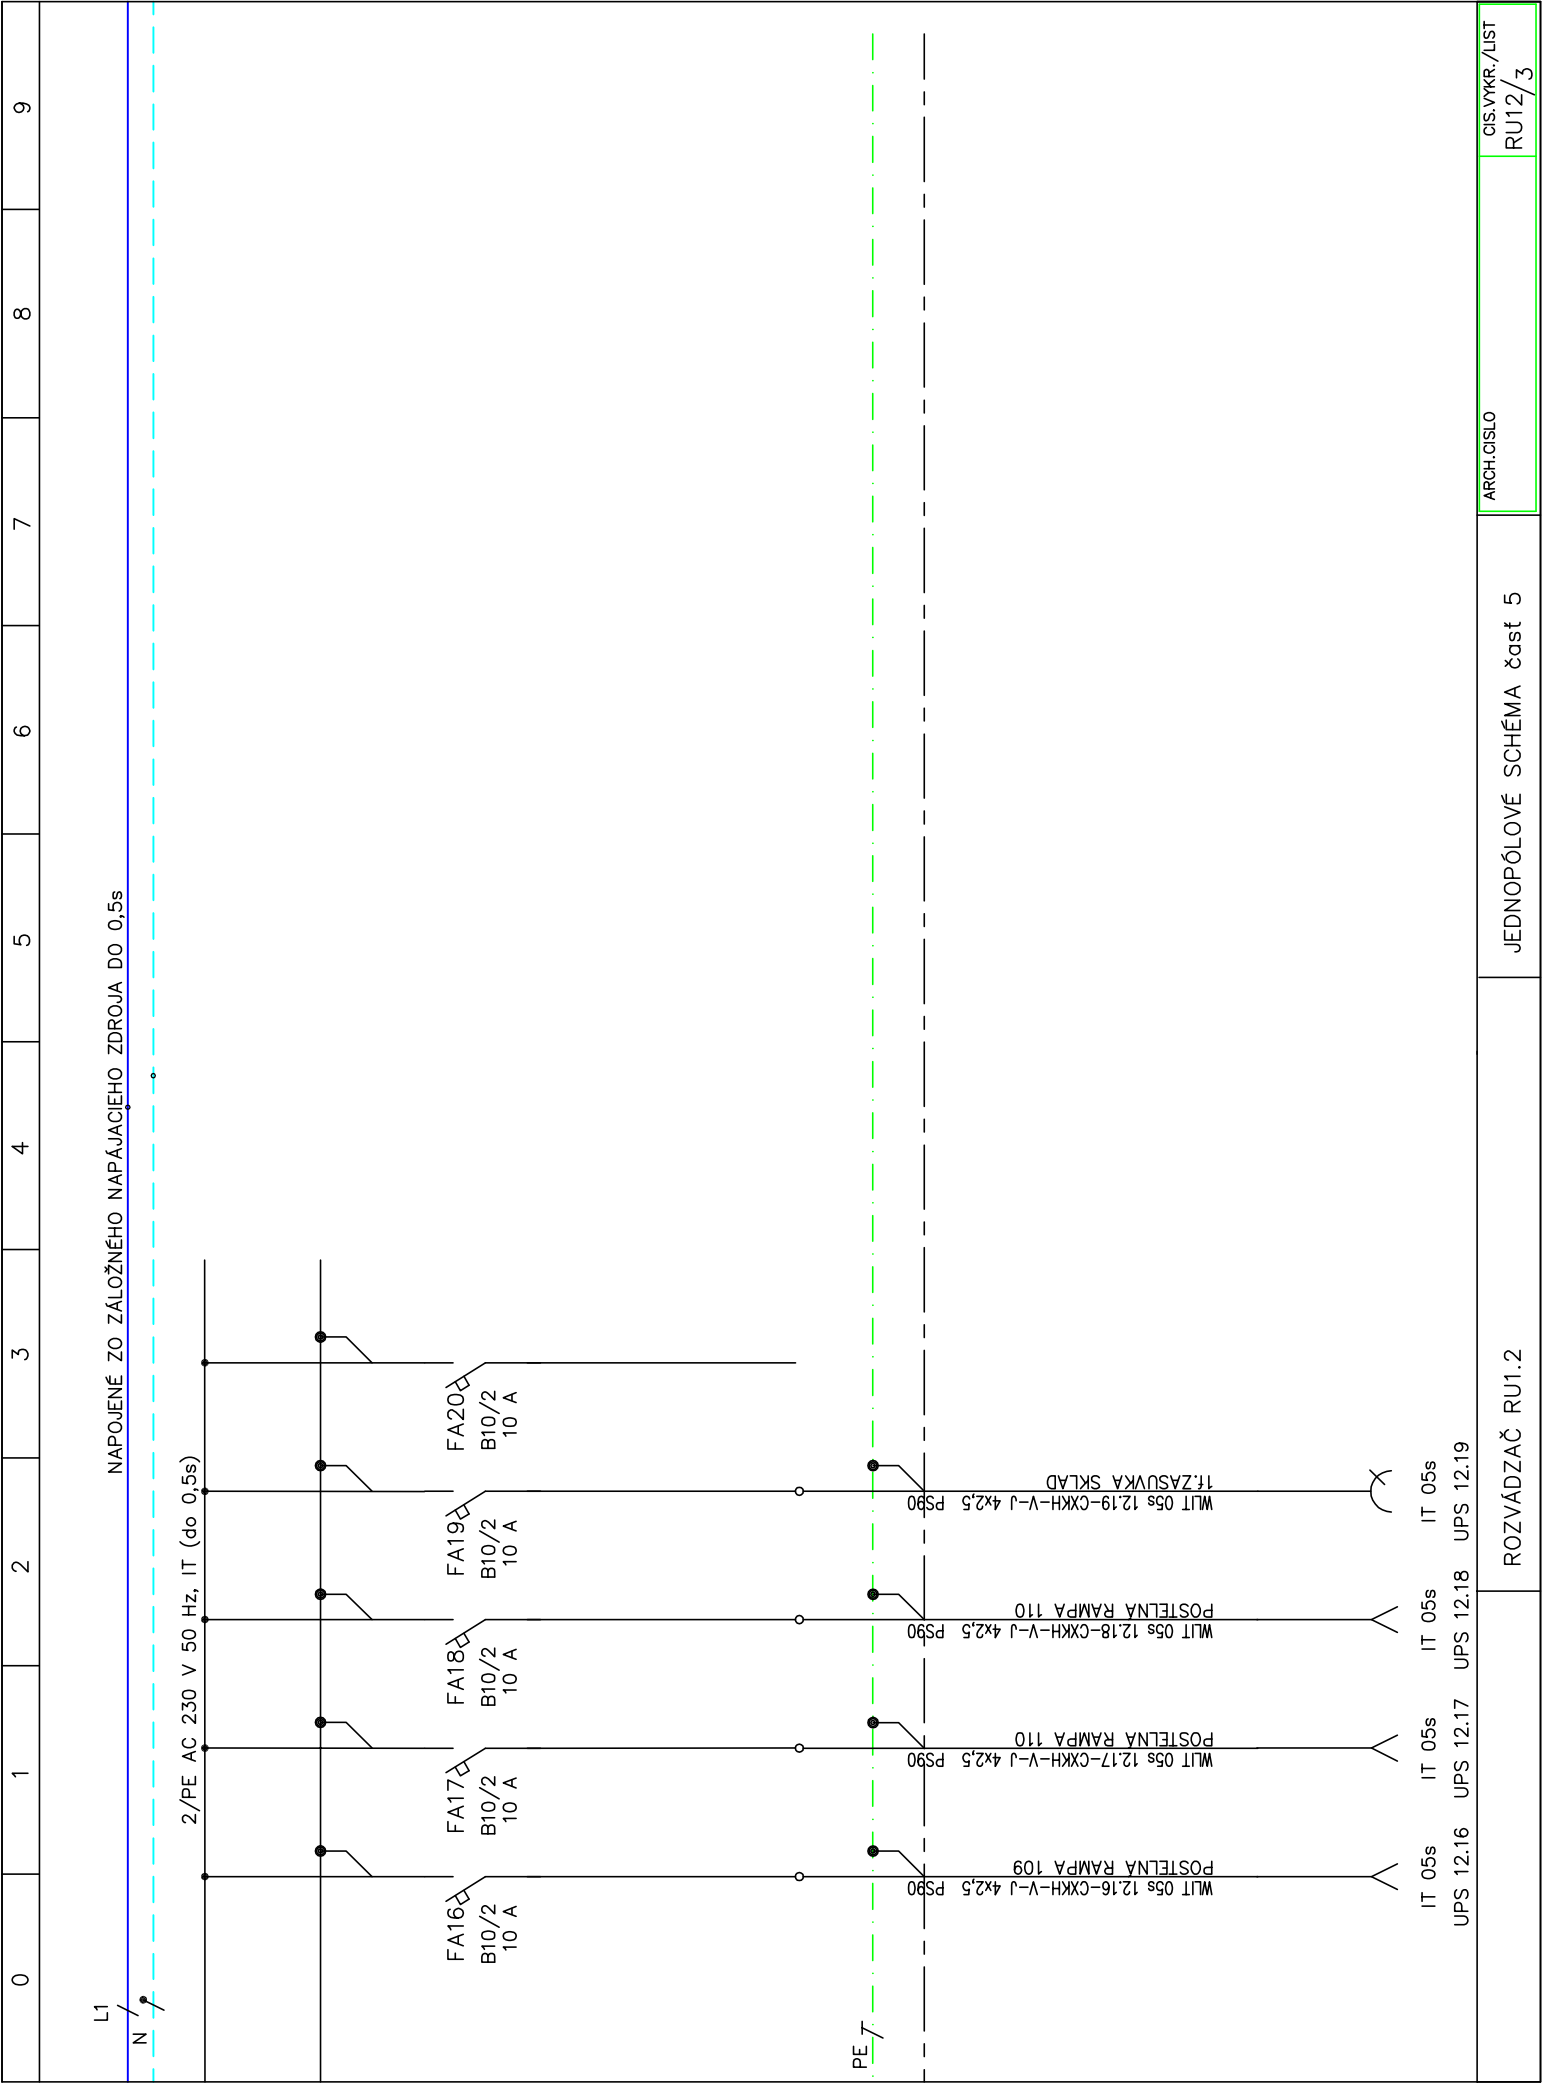 0 1 2 3 4 5 6 7 8 9
NAPOJENÉ ZO ZÁLOŽNÉHO NAPÁJACIEHO ZDROJA DO 0,5s
L1
N
2/PE AC 230 V 50 Hz, IT (do 0,5s)
FA16
B10/2
10 A
FA17
B10/2
10 A
FA18
B10/2
10 A
FA19
B10/2
10 A
FA20
B10/2
10 A
PE
WLIT 05s 12.16-CXKH-V-J 4x2,5 PS90
POSTELNÁ RAMPA 109
WLIT 05s 12.17-CXKH-V-J 4x2,5 PS90
POSTELNÁ RAMPA 110
WLIT 05s 12.18-CXKH-V-J 4x2,5 PS90
POSTELNÁ RAMPA 110
WLIT 05s 12.19-CXKH-V-J 4x2,5 PS90
1f.ZASUVKA SKLAD
IT 05s
UPS 12.16
IT 05s
UPS 12.17
IT 05s
UPS 12.18
IT 05s
UPS 12.19
ROZVÁDZAČ RU1.2
JEDNOPÓLOVÉ SCHÉMA časť 5
ARCH.CISLO
CIS.VYKR./LIST
RU12/3